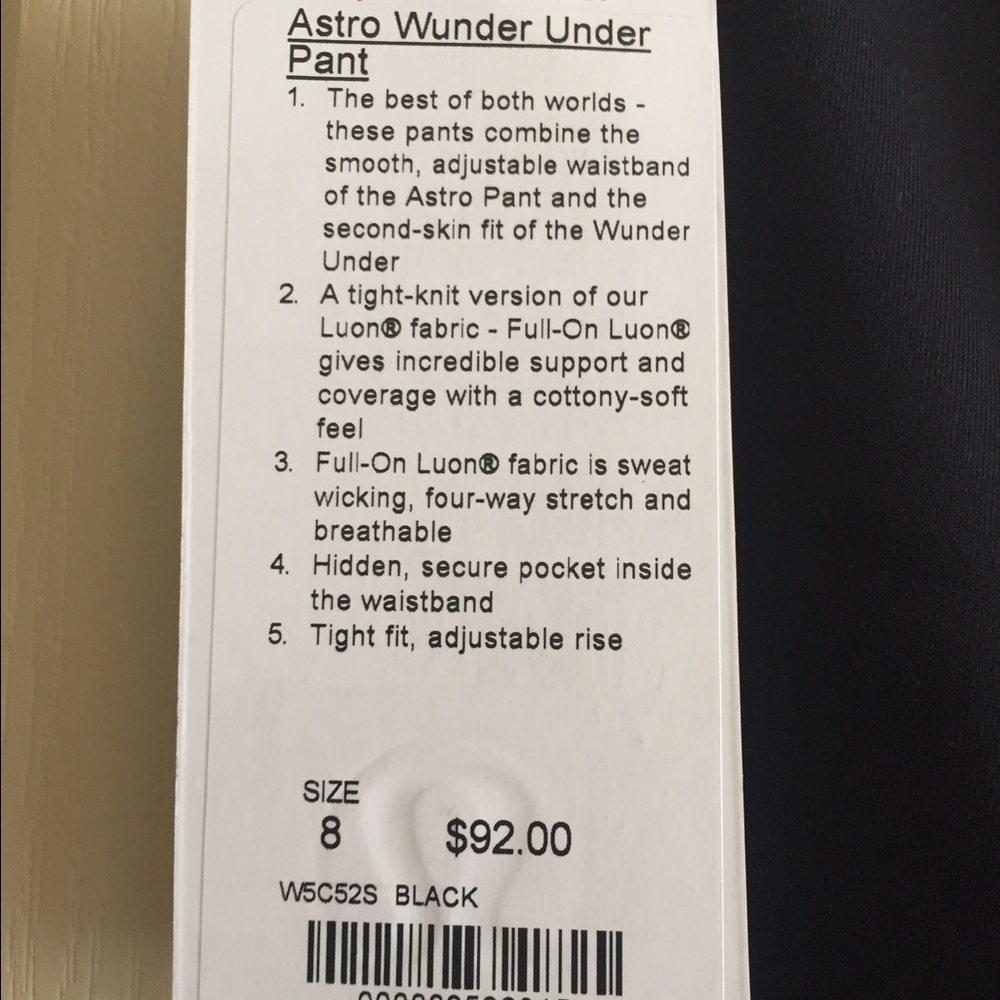 Astro Wunder Under
Pant
1. The best of both worlds -
these pants combine the
smooth, adjustable waistband
of the Astro Pant and the
second-skin fit of the Wunder
Under
2. A tight-knit version of our
Luon® fabric - Full-On Luon®
gives incredible support and
coverage with a cottony-soft
feel
3. Full-On Luon® fabric is sweat
wicking, four-way stretch and
breathable
4. Hidden, secure pocket inside
the waistband
5. Tight fit, adjustable rise
SIZE
8 $92.00
W5C52S BLACK